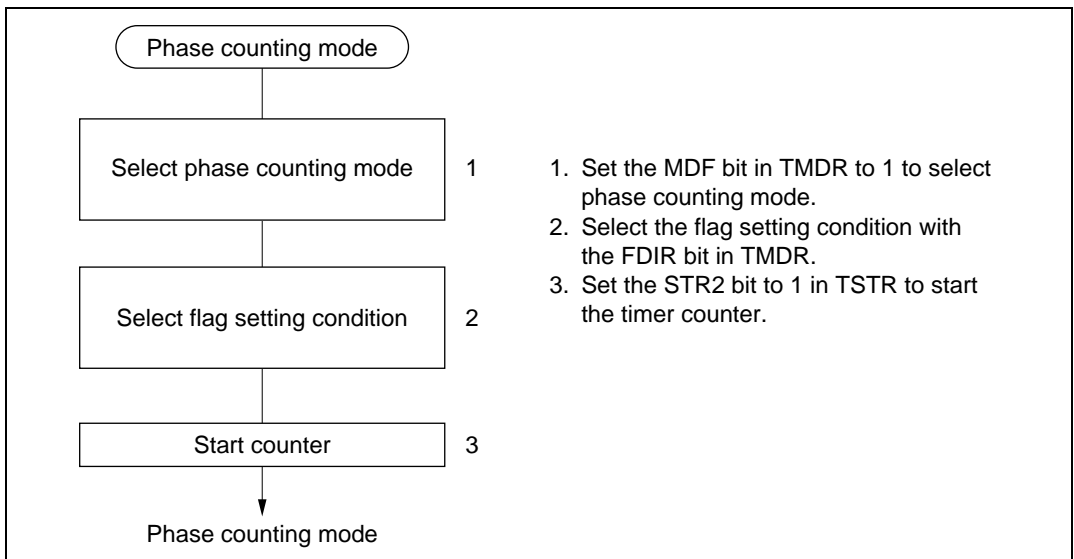 Phase counting mode
Select phase counting mode 1
Select flag setting condition 2
Start counter 3
Phase counting mode
1. Set the MDF bit in TMDR to 1 to select
phase counting mode.
2. Select the flag setting condition with
the FDIR bit in TMDR.
3. Set the STR2 bit to 1 in TSTR to start
the timer counter.